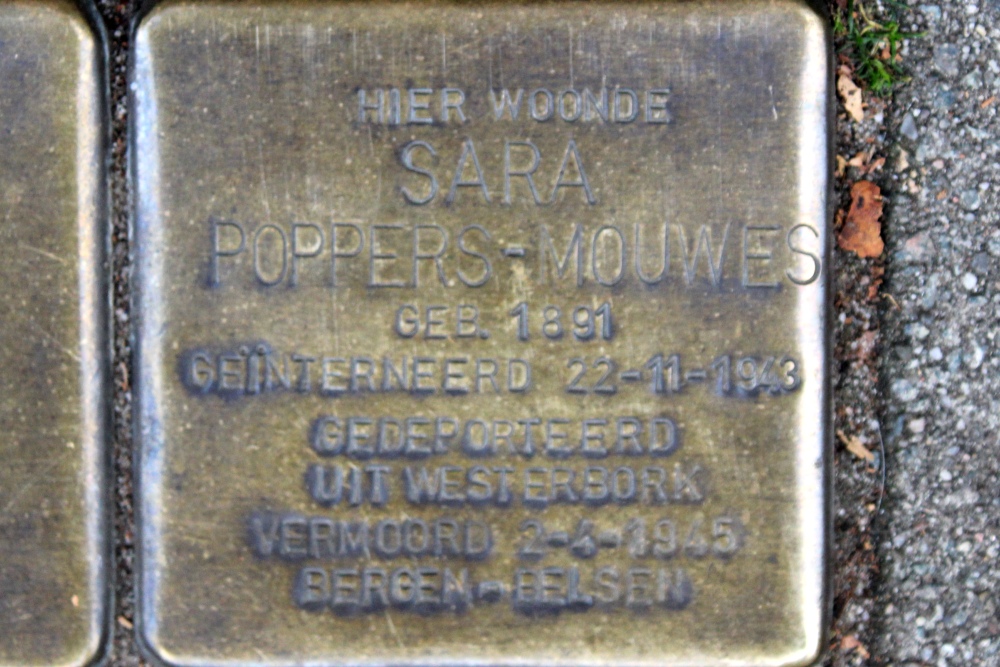 HIER WOONDE
SARA
POPPERS-MOUWES
GEB. 1891
GEÏNTERNEERD 22-11-1943
GEDEPORTEERD
UIT WESTERBORK
VERMOORD 2-4-1945
BERGEN-BELSEN